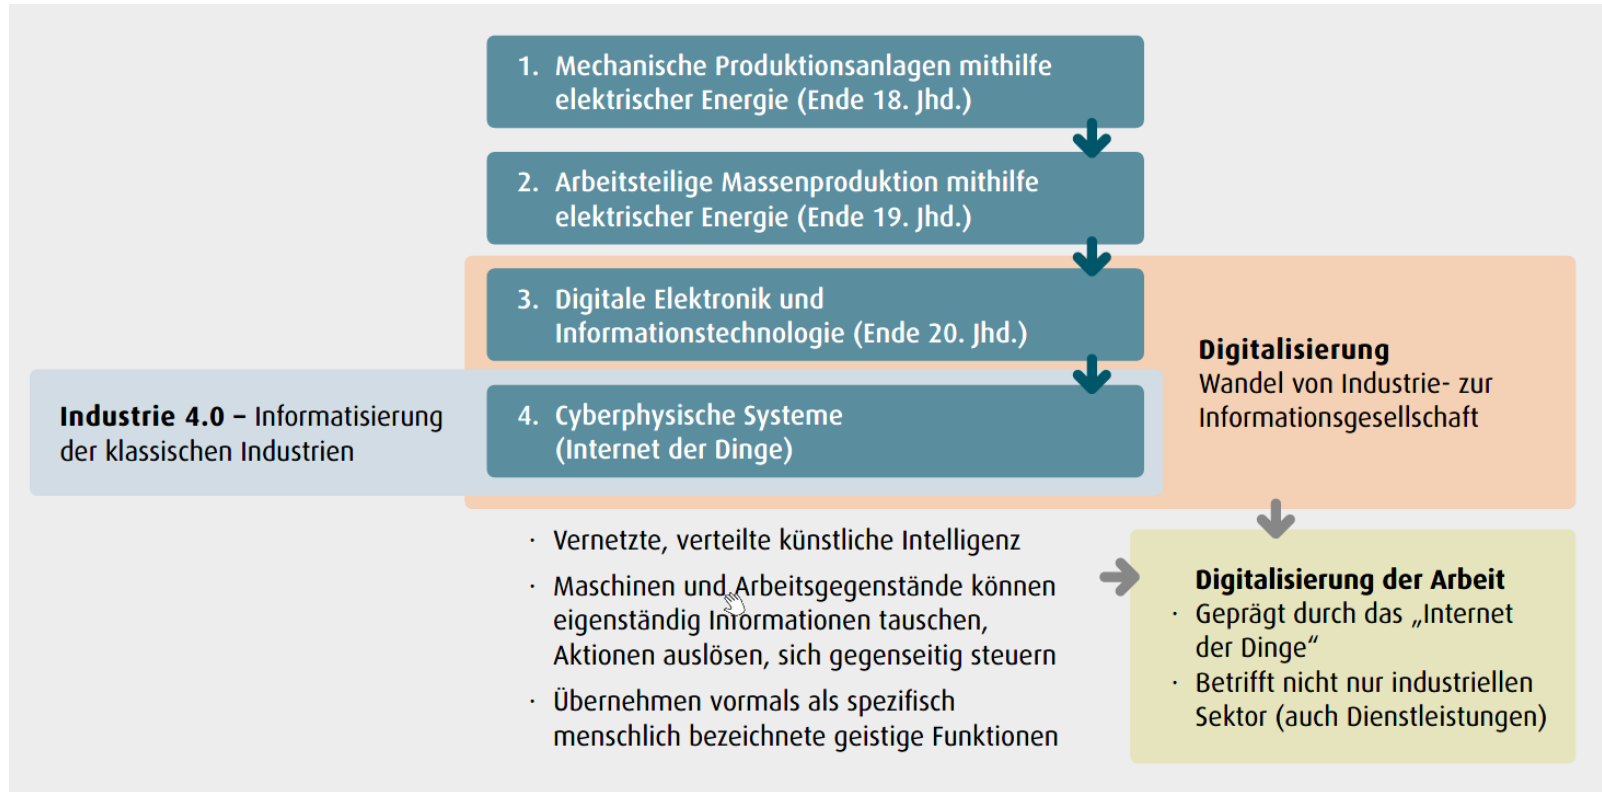 1. Mechanische Produktionsanlagen mithilfe
elektrischer Energie (Ende 18. Jhd.)
2. Arbeitsteilige Massenproduktion mithilfe
elektrischer Energie (Ende 19. Jhd.)
3. Digitale Elektronik und
Informationstechnologie (Ende 20. Jhd.)
Digitalisierung
Wandel von Industrie- zur
Informationsgesellschaft
Industrie 4.0 – Informatisierung
der klassischen Industrien
4. Cyberphysische Systeme
(Internet der Dinge)
· Vernetzte, verteilte künstliche Intelligenz
· Maschinen und Arbeitsgegenstände können
eigenständig Informationen tauschen,
Aktionen auslösen, sich gegenseitig steuern
· Übernehmen vormals als spezifisch
menschlich bezeichnete geistige Funktionen
Digitalisierung der Arbeit
· Geprägt durch das „Internet
der Dinge“
· Betrifft nicht nur industriellen
Sektor (auch Dienstleistungen)